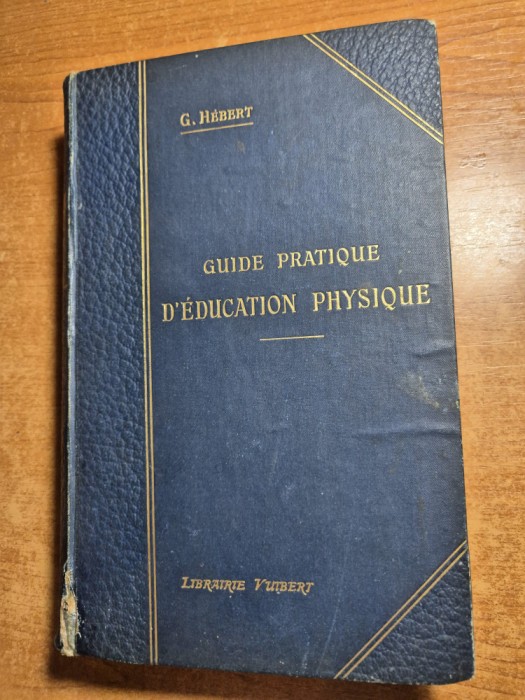 G. HÉBERT
GUIDE PRATIQUE
D'ÉDUCATION PHYSIQUE
LIBRAIRIE VUIBERT